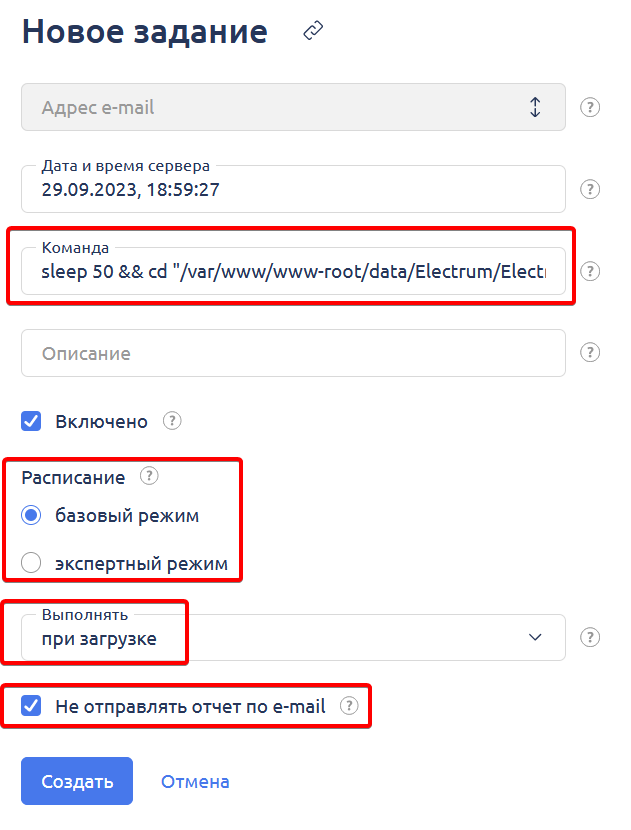 Новое задание
Адрес e-mail
?
Дата и время сервера
29.09.2023, 18:59:27
?
Команда
sleep 50 && cd "/var/www/www-root/data/Electrum/Electr
?
Описание
?
Включено ?
Расписание ?
базовый режим
экспертный режим
Выполнять
при загрузке
?
Не отправлять отчет по e-mail ?
Создать Отмена